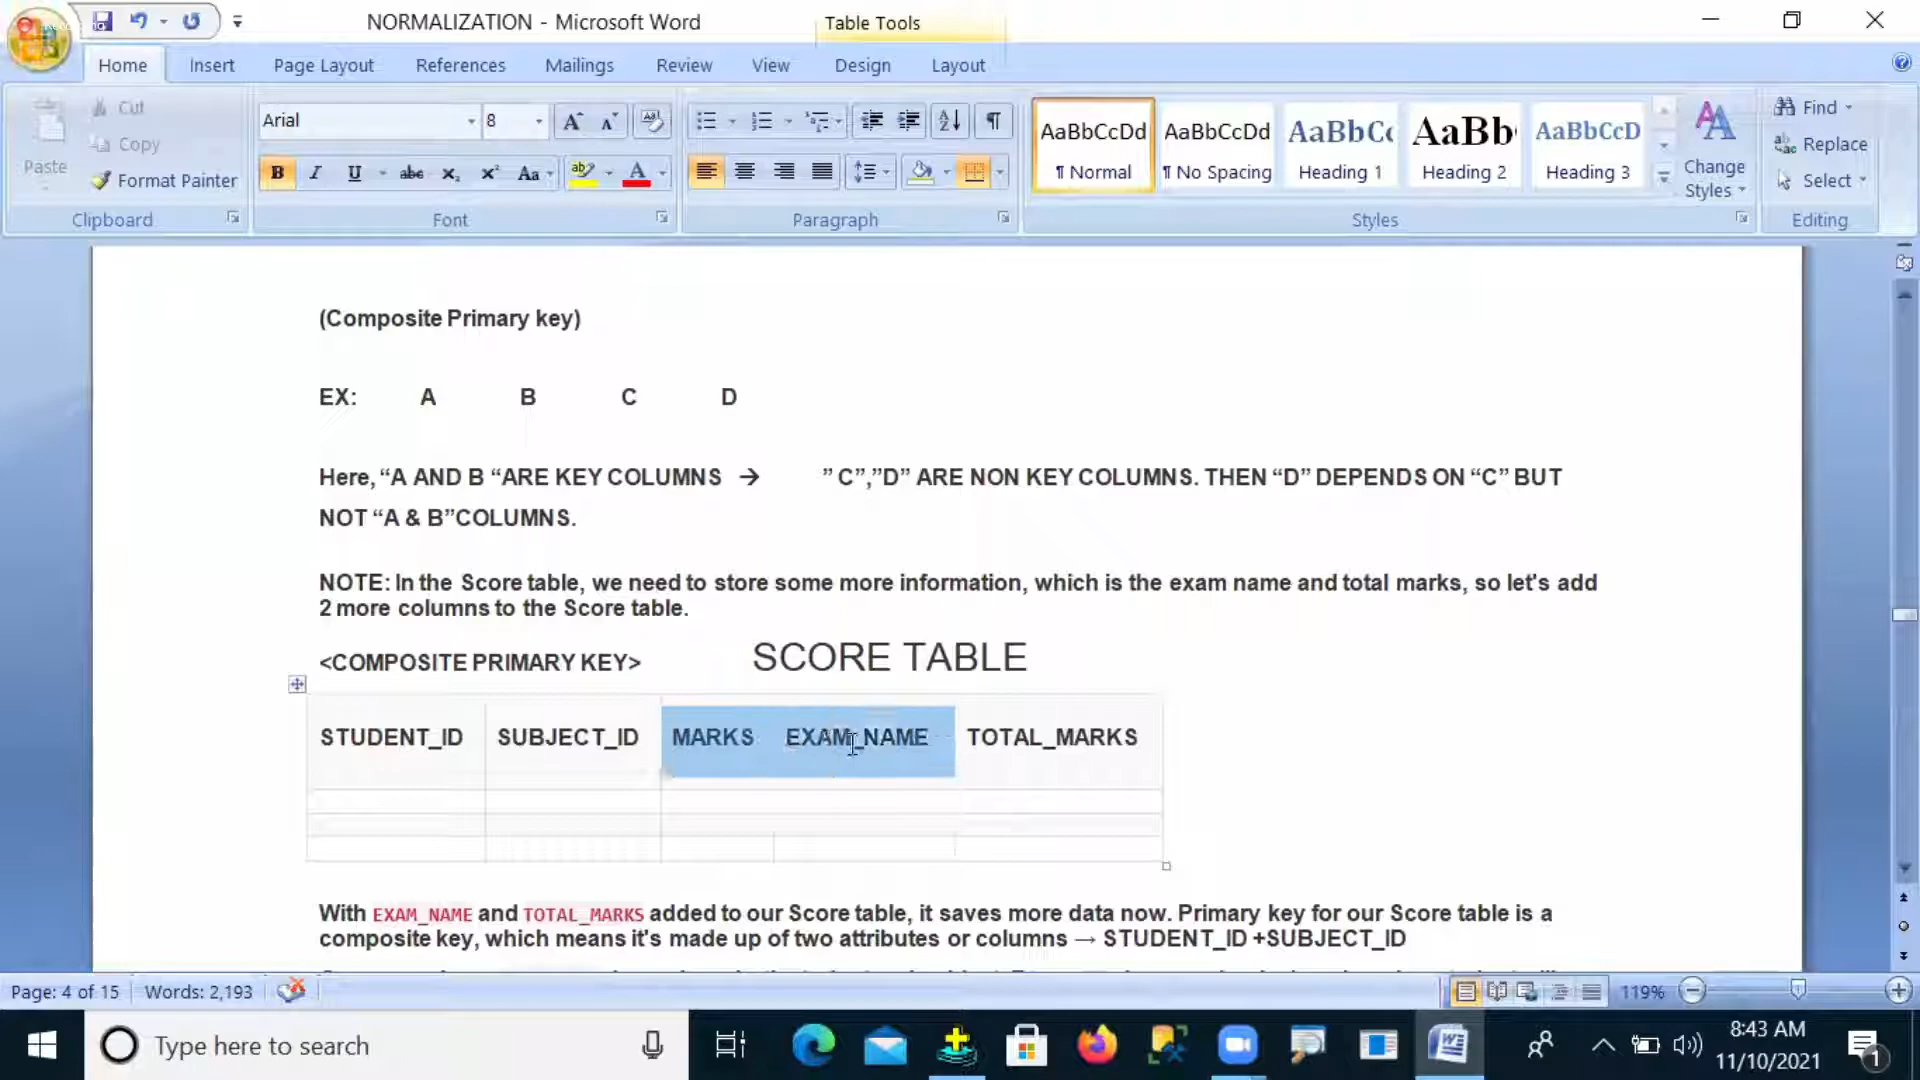 NORMALIZATION - Microsoft Word
Table Tools
Home Insert Page Layout References Mailings Review View Design Layout
Paste
Cut
Copy
Format Painter
Clipboard
Arial 8
B I U abc x₂ x² Aa
Font
Paragraph
AaBbCcDd AaBbCcDd AaBbCc AaBb AaBbCcD
¶ Normal ¶ No Spacing Heading 1 Heading 2 Heading 3
Change Styles
Styles
Find
Replace
Select
Editing
(Composite Primary key)
EX: A B C D
Here, “A AND B “ARE KEY COLUMNS → ” C”,”D” ARE NON KEY COLUMNS. THEN “D” DEPENDS ON “C” BUT
NOT “A & B”COLUMNS.
NOTE: In the Score table, we need to store some more information, which is the exam name and total marks, so let's add
2 more columns to the Score table.
<COMPOSITE PRIMARY KEY> SCORE TABLE
STUDENT_ID SUBJECT_ID MARKS EXAM_NAME TOTAL_MARKS
With EXAM_NAME and TOTAL_MARKS added to our Score table, it saves more data now. Primary key for our Score table is a
composite key, which means it's made up of two attributes or columns → STUDENT_ID +SUBJECT_ID
Page: 4 of 15 Words: 2,193 119%
Type here to search
8:43 AM
11/10/2021
1